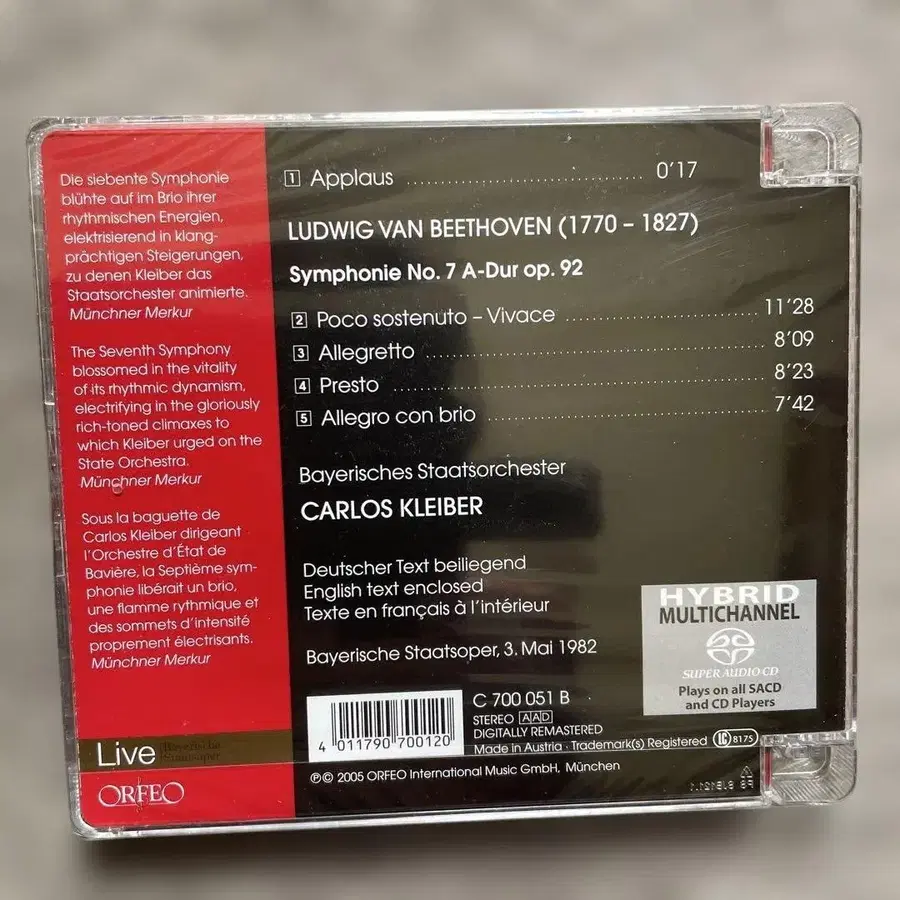 Die siebente Symphonie
blühte auf im Brio ihrer
rhythmischen Energien,
elektrisierend in klang-
prächtigen Steigerungen,
zu denen Kleiber das
Staatsorchester animierte.
Münchner Merkur
The Seventh Symphony
blossomed in the vitality
of its rhythmic dynamism,
electrifying in the gloriously
rich-toned climaxes to
which Kleiber urged on the
State Orchestra.
Münchner Merkur
Sous la baguette de
Carlos Kleiber dirigeant
l'Orchestre d'État de
Bavière, la Septième sym-
phonie libérait un brio,
une flamme rythmique et
des sommets d'intensité
proprement électrisants.
Münchner Merkur
Live Bayerische
Staatsoper
ORFEO
1 Applaus 0'17
LUDWIG VAN BEETHOVEN (1770 – 1827)
Symphonie No. 7 A-Dur op. 92
2 Poco sostenuto – Vivace 11'28
3 Allegretto 8'09
4 Presto 8'23
5 Allegro con brio 7'42
Bayerisches Staatsorchester
CARLOS KLEIBER
Deutscher Text beiliegend
English text enclosed
Texte en français à l'intérieur
Bayerische Staatsoper, 3. Mai 1982
HYBRID
MULTICHANNEL
SUPER AUDIO CD
Plays on all SACD
and CD Players
4 011790 700120
C 700 051 B
STEREO AAD
DIGITALLY REMASTERED
Made in Austria · Trademark(s) Registered LC 8175
℗© 2005 ORFEO International Music GmbH, München